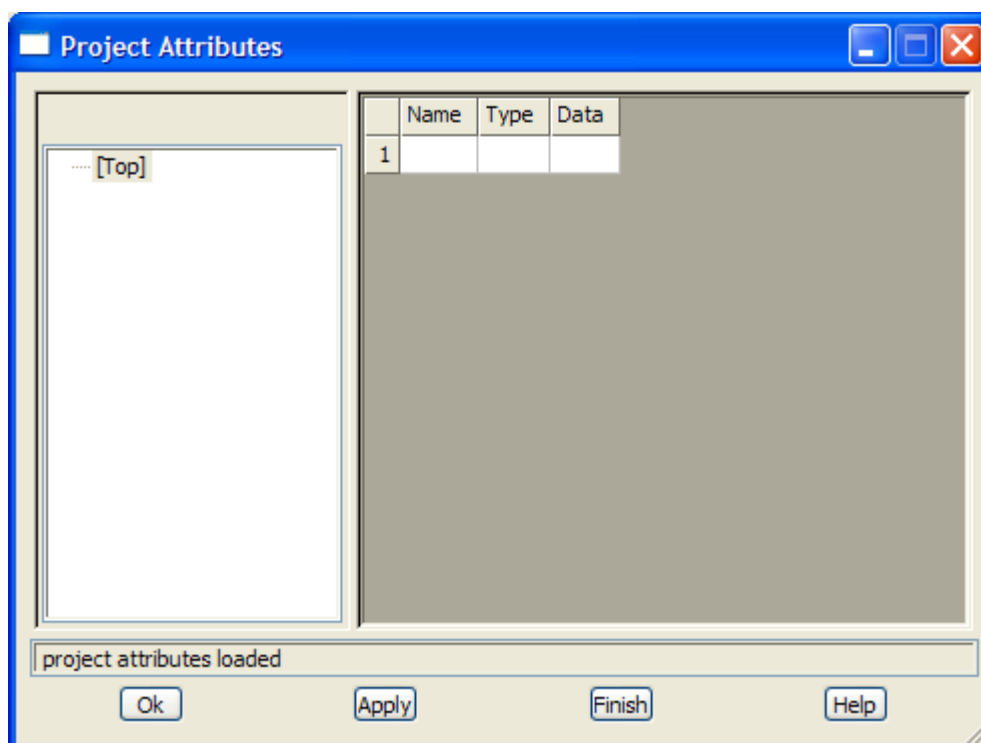 Project Attributes
Name Type Data
1
[Top]
project attributes loaded
Ok Apply Finish Help